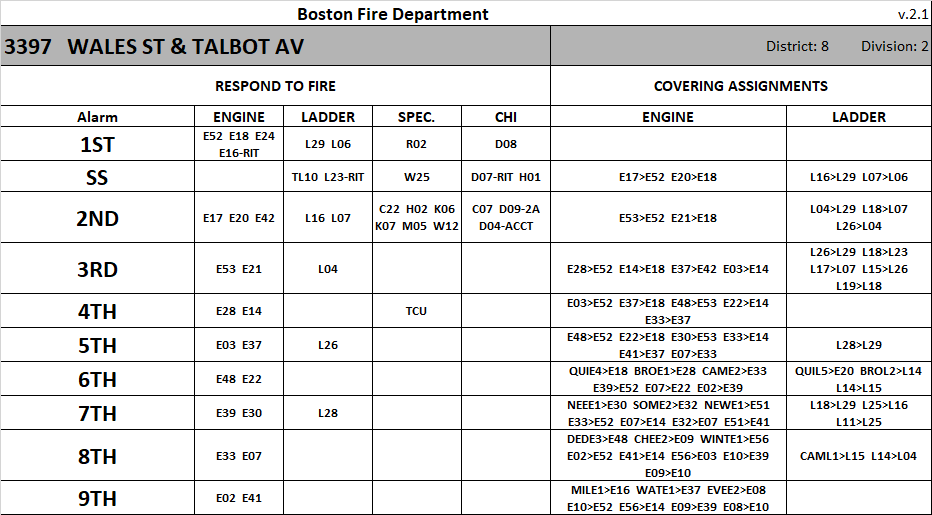 Boston Fire Department v.2.1
3397 WALES ST & TALBOT AV District: 8 Division: 2
RESPOND TO FIRE COVERING ASSIGNMENTS
Alarm ENGINE LADDER SPEC. CHI ENGINE LADDER
1ST E52 E18 E24 L29 L06 R02 D08
E16-RIT
SS TL10 L23-RIT W25 D07-RIT H01 E17>E52 E20>E18 L16>L29 L07>L06
2ND E17 E20 E42 L16 L07 C22 H02 K06 C07 D09-2A E53>E52 E21>E18 L04>L29 L18>L07
K07 M05 W12 D04-ACCT L26>L04
3RD E53 E21 L04 E28>E52 E14>E18 E37>E42 E03>E14 L26>L29 L18>L23
L17>L07 L15>L26
L19>L18
4TH E28 E14 TCU E03>E52 E37>E18 E48>E53 E22>E14
E33>E37
5TH E03 E37 L26 E48>E52 E22>E18 E30>E53 E33>E14 L28>L29
E41>E37 E07>E33
6TH E48 E22 QUIE4>E18 BROE1>E28 CAME2>E33 QUIL5>E20 BROL2>L14
E39>E52 E07>E22 E02>E39 L14>L15
7TH E39 E30 L28 NEEE1>E30 SOME2>E32 NEWE1>E51 L18>L29 L25>L16
E33>E52 E07>E14 E32>E07 E51>E41 L11>L25
8TH E33 E07 DEDE3>E48 CHEE2>E09 WINTE1>E56 CAML1>L15 L14>L04
E02>E52 E41>E14 E56>E03 E10>E39
E09>E10
9TH E02 E41 MILE1>E16 WATE1>E37 EVEE2>E08
E10>E52 E56>E14 E09>E39 E08>E10